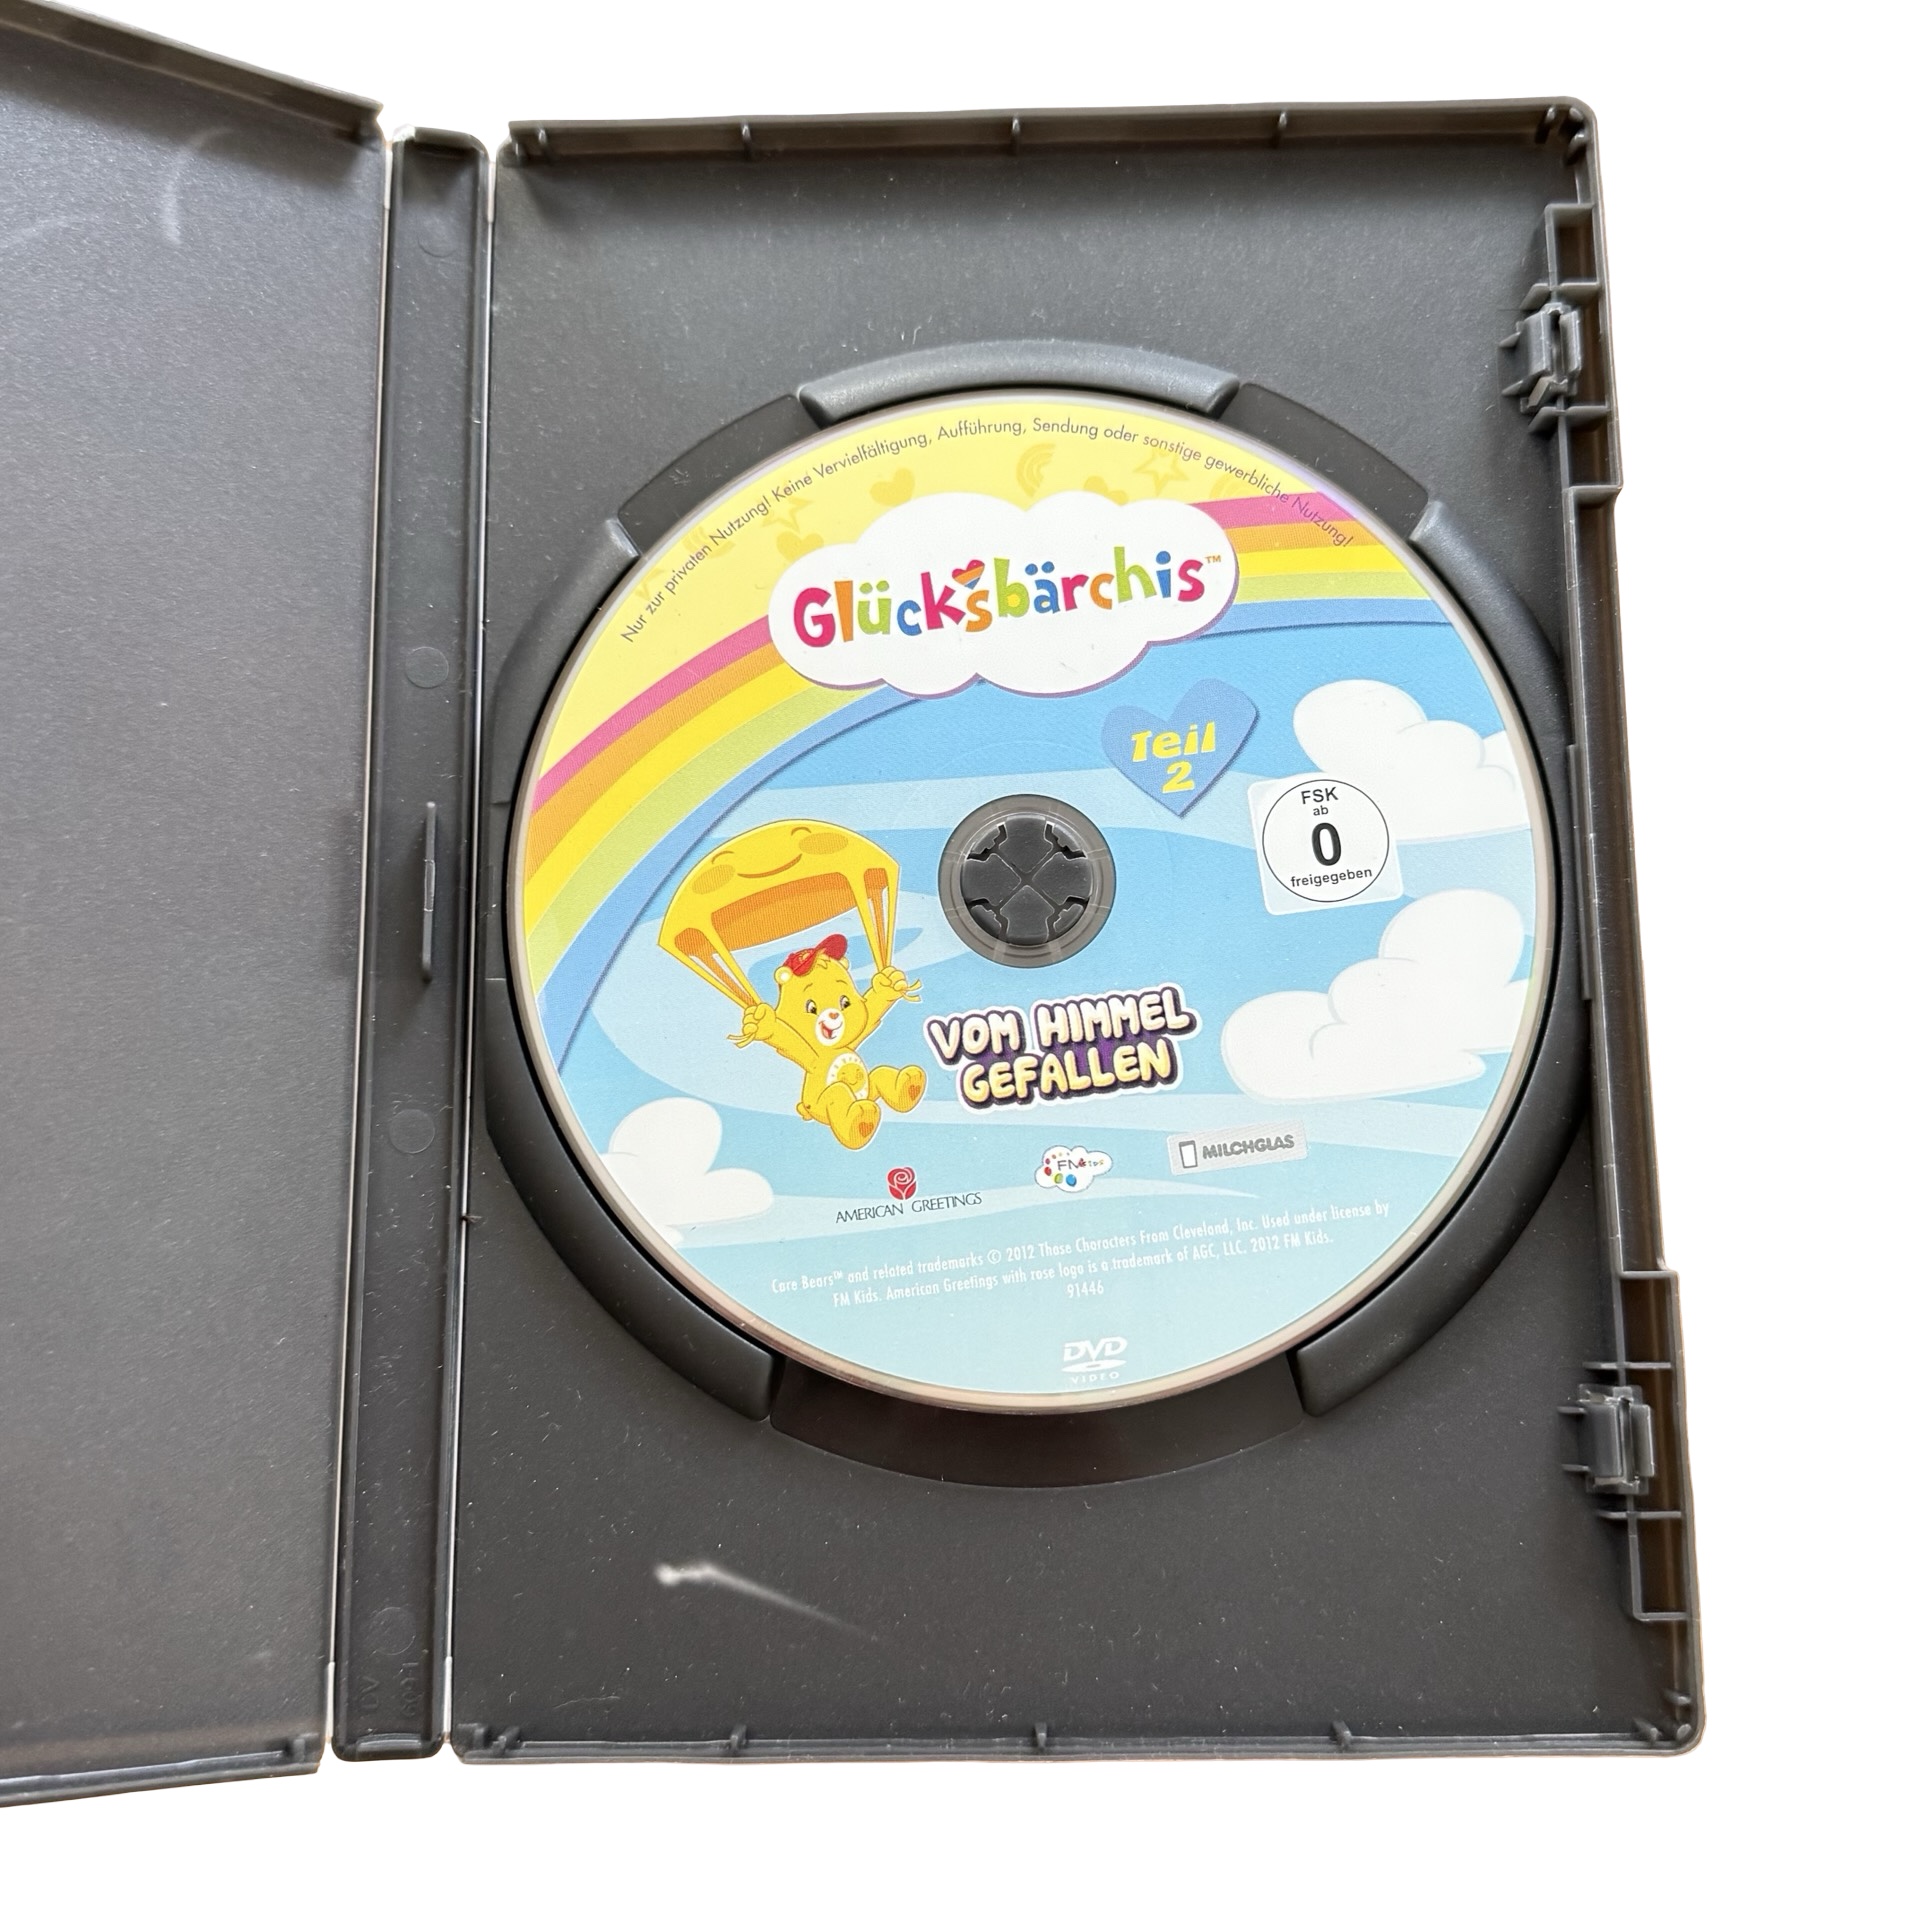 Nur zur privaten Nutzung! Keine Vervielfältigung, Aufführung, Sendung oder sonstige gewerbliche Nutzung!
Glücksbärchis™
Teil
2
FSK
ab
0
freigegeben
VOM HIMMEL
GEFALLEN
AMERICAN GREETINGS
FM Kids
MILCHGLAS
Care Bears™ and related trademarks © 2012 Those Characters From Cleveland, Inc. Used under license by
FM Kids. American Greetings with rose logo is a trademark of AGC, LLC. 2012 FM Kids.
91446
DVD
VIDEO